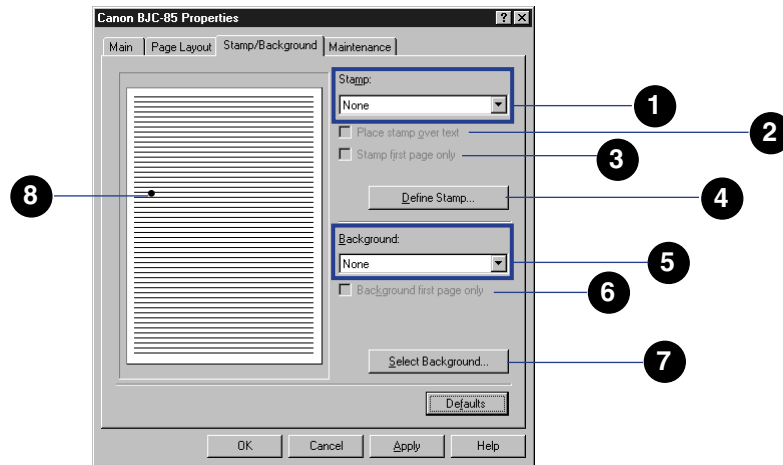 Canon BJC-85 Properties
? X
Main Page Layout Stamp/Background Maintenance
Stamp:
None
1
Place stamp over text
2
Stamp first page only
3
Define Stamp...
4
8
Background:
None
5
Background first page only
6
Select Background...
7
Defaults
OK Cancel Apply Help